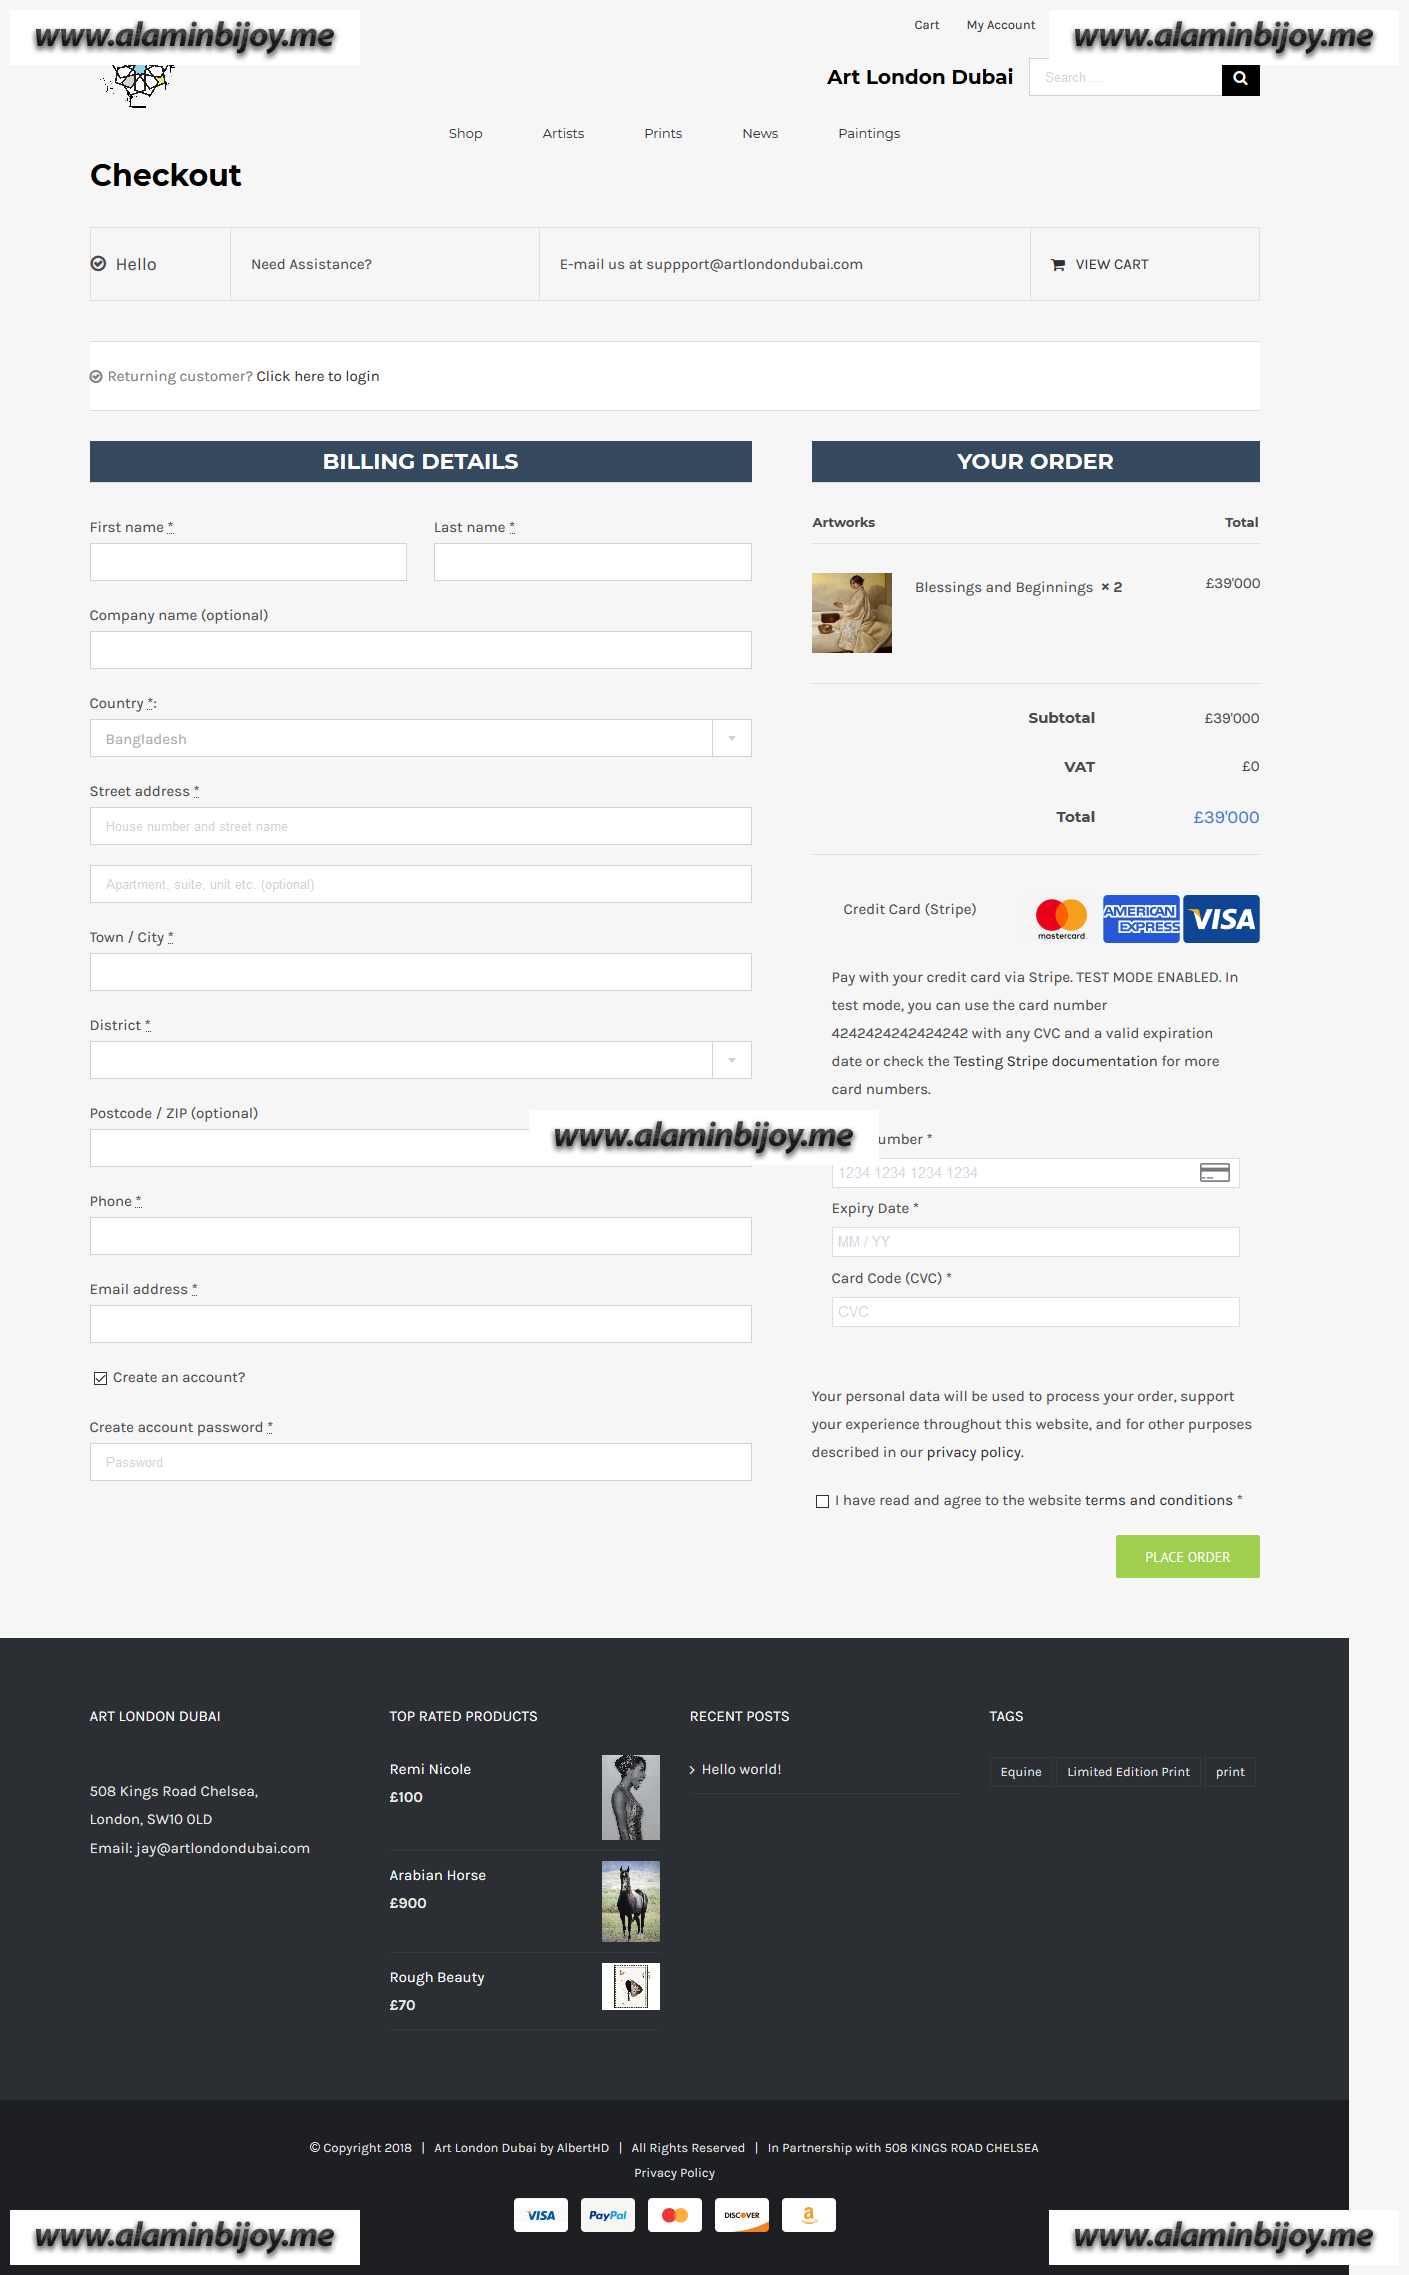 www.alaminbijoy.me
Cart My Account
www.alaminbijoy.me
Art London Dubai
Search ...
Shop Artists Prints News Paintings
Checkout
Hello Need Assistance? E-mail us at suppport@artlondondubai.com VIEW CART
Returning customer? Click here to login
BILLING DETAILS
First name * Last name *
Company name (optional)
Country *:
Bangladesh
Street address *
House number and street name
Apartment, suite, unit etc. (optional)
Town / City *
District *
Postcode / ZIP (optional)
www.alaminbijoy.me
Phone *
Email address *
Create an account?
Create account password *
Password
YOUR ORDER
Artworks Total
Blessings and Beginnings × 2 £39'000
Subtotal £39'000
VAT £0
Total £39'000
Credit Card (Stripe)
mastercard.
AMERICAN EXPRESS
VISA
Pay with your credit card via Stripe. TEST MODE ENABLED. In
test mode, you can use the card number
4242424242424242 with any CVC and a valid expiration
date or check the Testing Stripe documentation for more
card numbers.
umber *
1234 1234 1234 1234
Expiry Date *
MM / YY
Card Code (CVC) *
CVC
Your personal data will be used to process your order, support
your experience throughout this website, and for other purposes
described in our privacy policy.
I have read and agree to the website terms and conditions *
PLACE ORDER
ART LONDON DUBAI
508 Kings Road Chelsea,
London, SW10 0LD
Email: jay@artlondondubai.com
TOP RATED PRODUCTS
Remi Nicole
£100
Arabian Horse
£900
Rough Beauty
£70
RECENT POSTS
Hello world!
TAGS
Equine Limited Edition Print print
© Copyright 2018 | Art London Dubai by AlbertHD | All Rights Reserved | In Partnership with 508 KINGS ROAD CHELSEA
Privacy Policy
VISA PayPal DISCOVER a
www.alaminbijoy.me
www.alaminbijoy.me